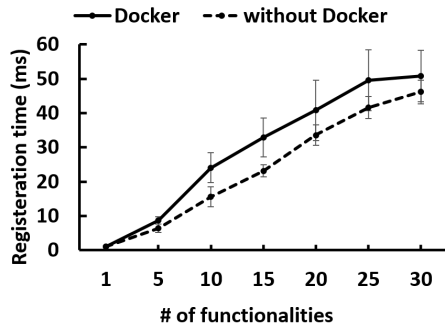 Docker without Docker
Registeration time (ms)
60
50
40
30
20
10
0
1 5 10 15 20 25 30
# of functionalities